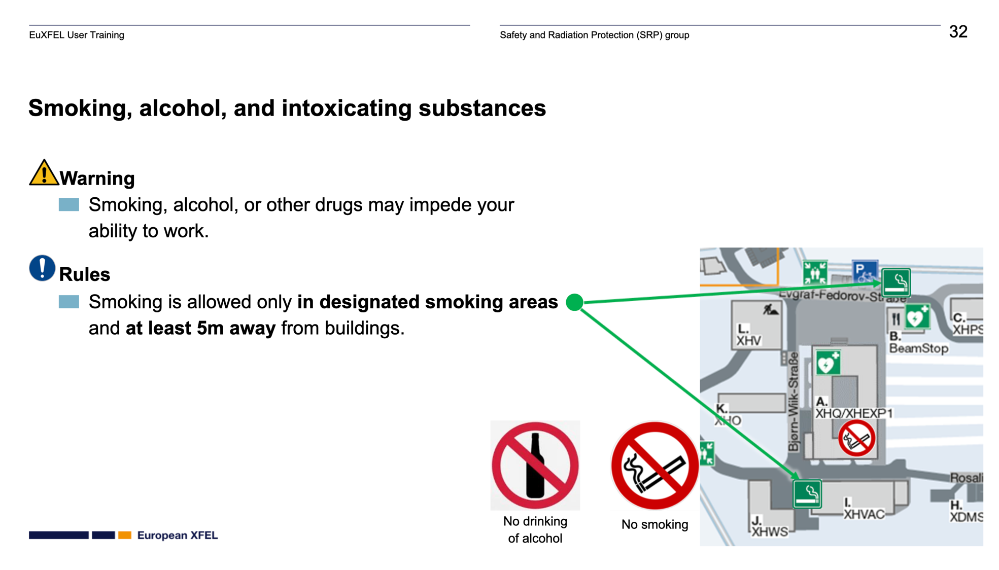 EuXFEL User Training
Safety and Radiation Protection (SRP) group
32
Smoking, alcohol, and intoxicating substances
Warning
Smoking, alcohol, or other drugs may impede your
ability to work.
Rules
Smoking is allowed only in designated smoking areas
and at least 5m away from buildings.
P
Evgraf-Fedorov-Straße
L.
XHV
C.
XHPS
B.
BeamStop
Bjørn-Wiik-Straße
A.
XHQ/XHEXP1
K.
XHO
Rosali
I.
XHVAC
H.
XDMS
J.
XHWS
No drinking
of alcohol
No smoking
European XFEL